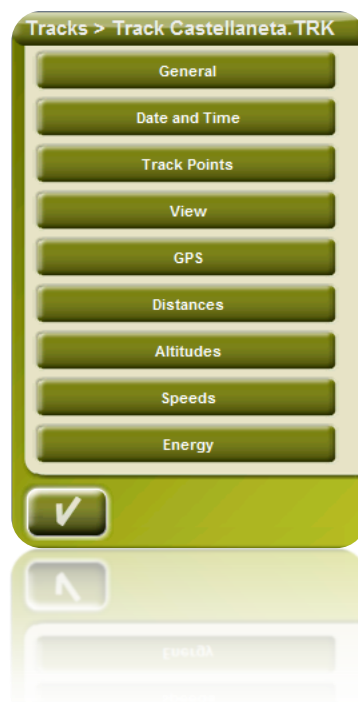 Tracks > Track Castellaneta.TRK
General
Date and Time
Track Points
View
GPS
Distances
Altitudes
Speeds
Energy